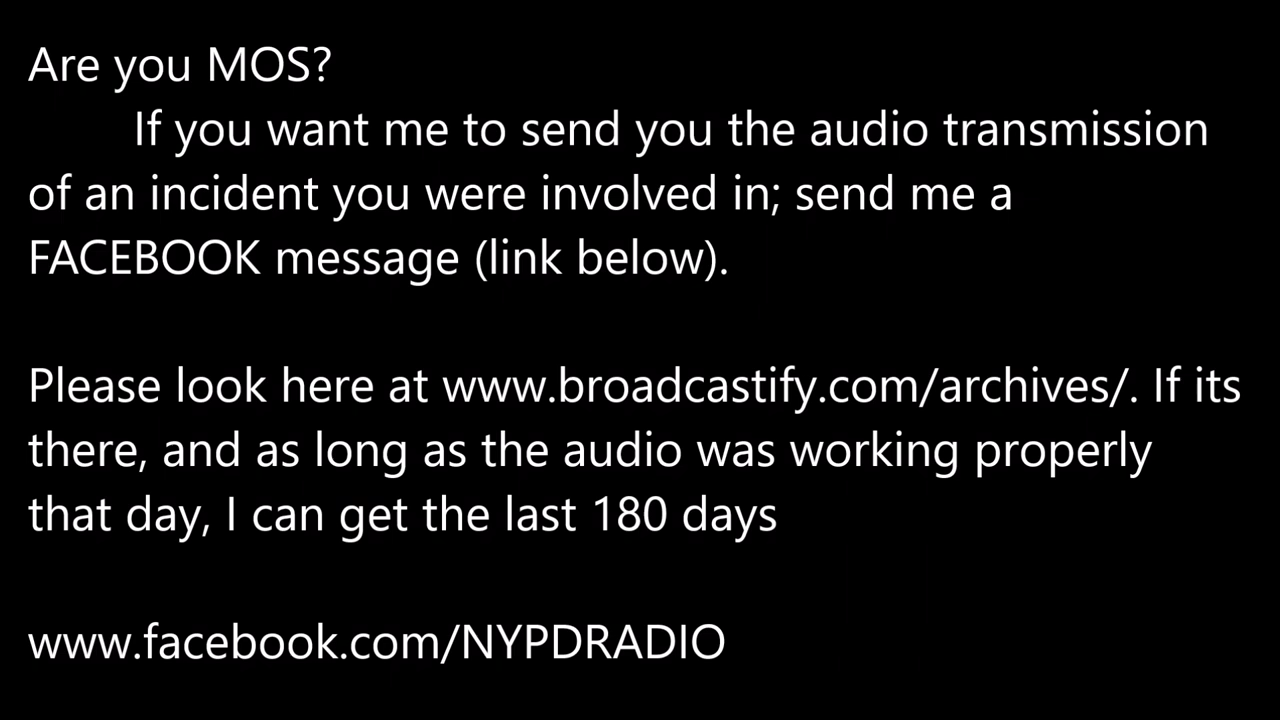 Are you MOS?
If you want me to send you the audio transmission
of an incident you were involved in; send me a
FACEBOOK message (link below).
Please look here at www.broadcastify.com/archives/. If its
there, and as long as the audio was working properly
that day, I can get the last 180 days
www.facebook.com/NYPDRADIO